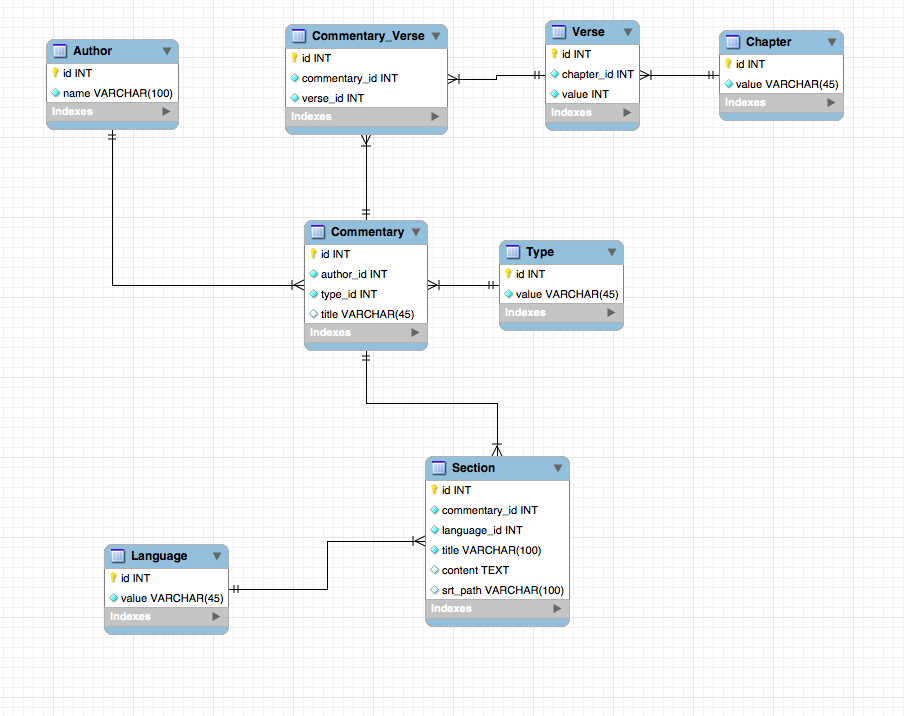 Author
id INT
name VARCHAR(100)
Indexes
Commentary_Verse
id INT
commentary_id INT
verse_id INT
Indexes
Verse
id INT
chapter_id INT
value INT
Indexes
Chapter
id INT
value VARCHAR(45)
Indexes
Commentary
id INT
author_id INT
type_id INT
title VARCHAR(45)
Indexes
Type
id INT
value VARCHAR(45)
Indexes
Section
id INT
commentary_id INT
language_id INT
title VARCHAR(100)
content TEXT
srt_path VARCHAR(100)
Indexes
Language
id INT
value VARCHAR(45)
Indexes